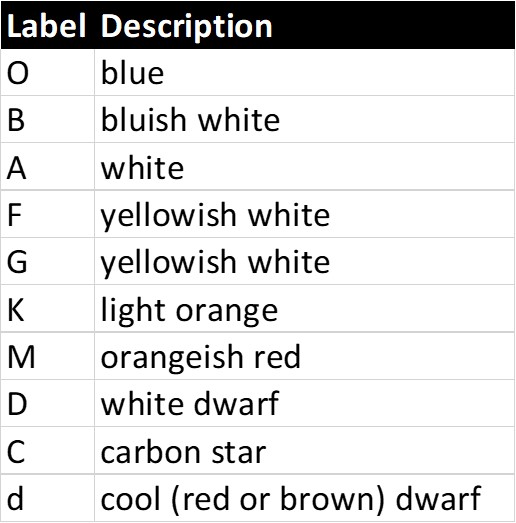 Label Description
O blue
B bluish white
A white
F yellowish white
G yellowish white
K light orange
M orangeish red
D white dwarf
C carbon star
d cool (red or brown) dwarf